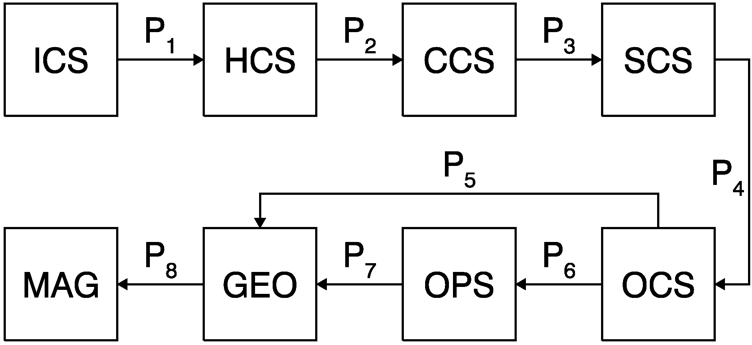 P₁ P₂ P₃
ICS HCS CCS SCS
P₅ P₄
P₈ P₇ P₆
MAG GEO OPS OCS